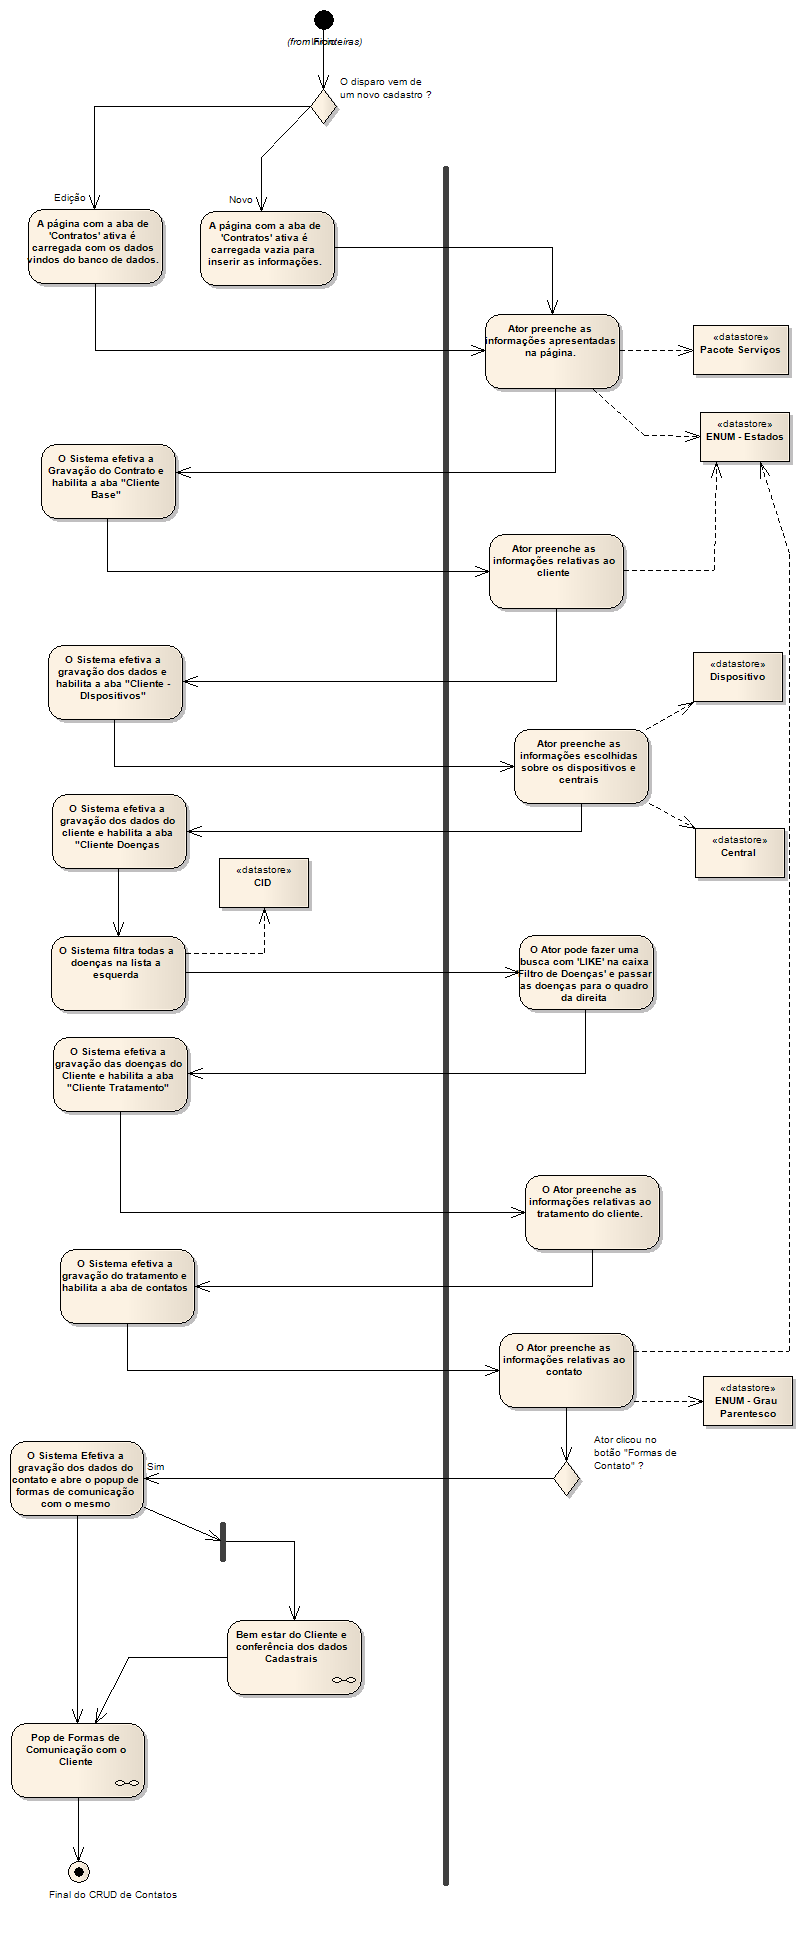 (from Fronteiras)
O disparo vem de
um novo cadastro ?
Edição
Novo
A página com a aba de
'Contratos' ativa é
carregada com os dados
vindos do banco de dados.
A página com a aba de
'Contratos' ativa é
carregada vazia para
inserir as informações.
Ator preenche as
informações apresentadas
na página.
«datastore»
Pacote Serviços
«datastore»
ENUM - Estados
O Sistema efetiva a
Gravação do Contrato e
habilita a aba "Cliente
Base"
Ator preenche as
informações relativas ao
cliente
O Sistema efetiva a
gravação dos dados e
habilita a aba "Cliente -
DIspositivos"
«datastore»
Dispositivo
Ator preenche as
informações escolhidas
sobre os dispositivos e
centrais
O Sistema efetiva a
gravação dos dados do
cliente e habilita a aba
"Cliente Doenças
«datastore»
Central
«datastore»
CID
O Sistema filtra todas a
doenças na lista a
esquerda
O Ator pode fazer uma
busca com 'LIKE' na caixa
Filtro de Doenças' e passar
as doenças para o quadro
da direita
O Sistema efetiva a
gravação das doenças do
Cliente e habilita a aba
"Cliente Tratamento"
O Ator preenche as
informações relativas ao
tratamento do cliente.
O Sistema efetiva a
gravação do tratamento e
habilita a aba de contatos
O Ator preenche as
informações relativas ao
contato
«datastore»
ENUM - Grau
Parentesco
Ator clicou no
botão "Formas de
Contato" ?
Sim
O Sistema Efetiva a
gravação dos dados do
contato e abre o popup de
formas de comunicação
com o mesmo
Bem estar do Cliente e
conferência dos dados
Cadastrais
Pop de Formas de
Comunicação com o
Cliente
Final do CRUD de Contatos